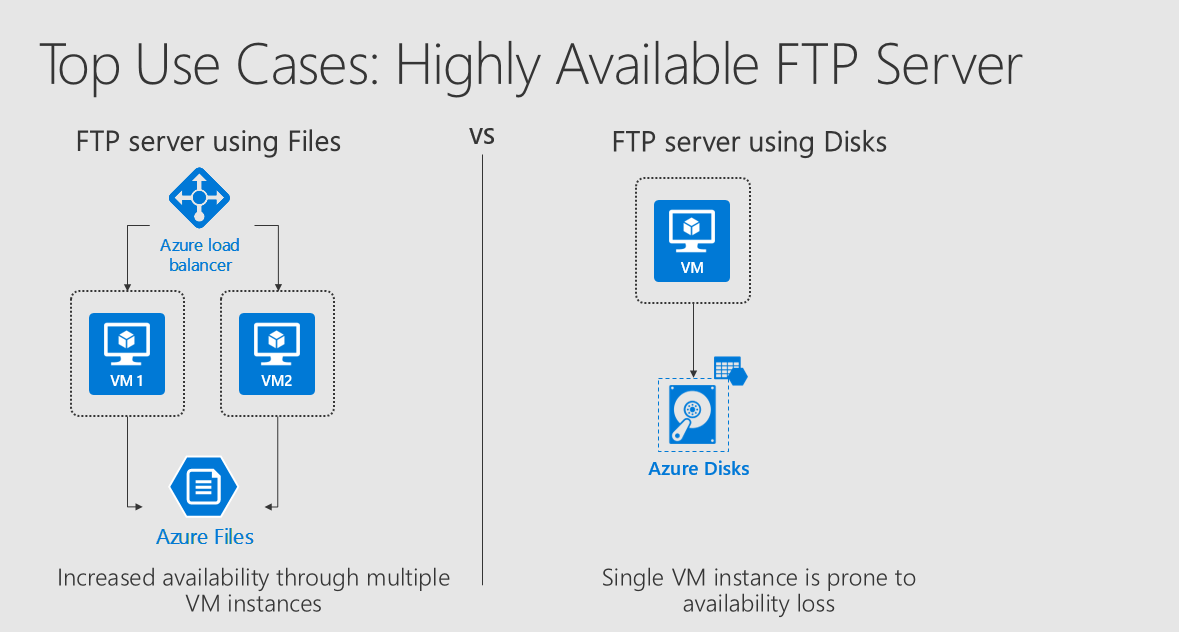 Top Use Cases: Highly Available FTP Server
FTP server using Files
VS
FTP server using Disks
Azure load
balancer
VM 1
VM2
Azure Files
Increased availability through multiple
VM instances
VM
Azure Disks
Single VM instance is prone to
availability loss